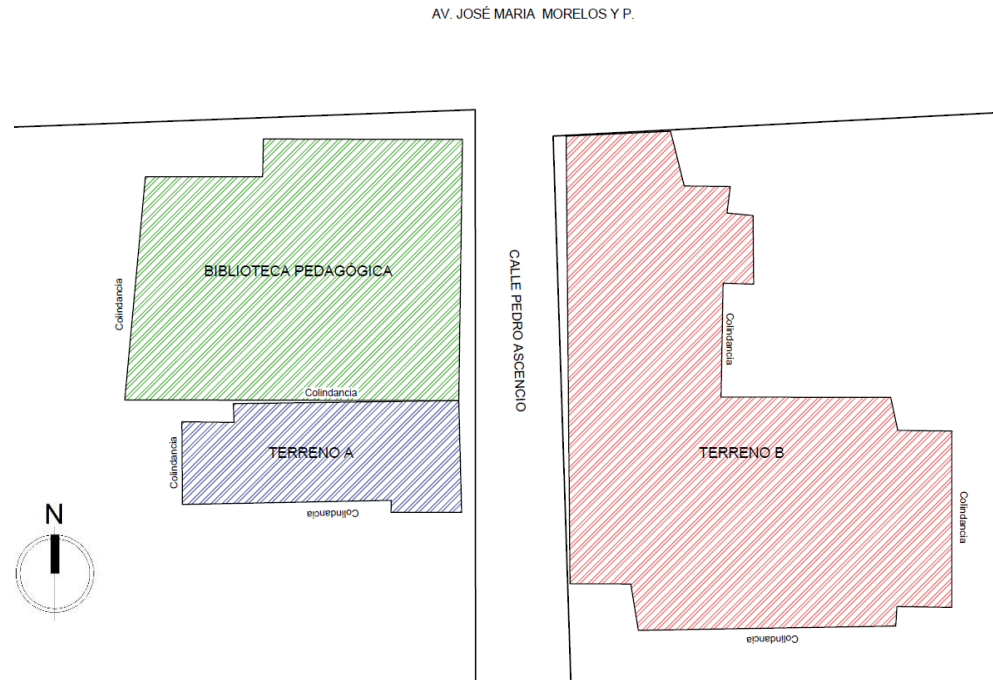 AV. JOSÉ MARIA MORELOS Y P.
BIBLIOTECA PEDAGÓGICA
Colindancia
Colindancia
CALLE PEDRO ASCENCIO
Colindancia
TERRENO A
Colindancia
Colindancia
TERRENO B
Colindancia
Colindancia
N